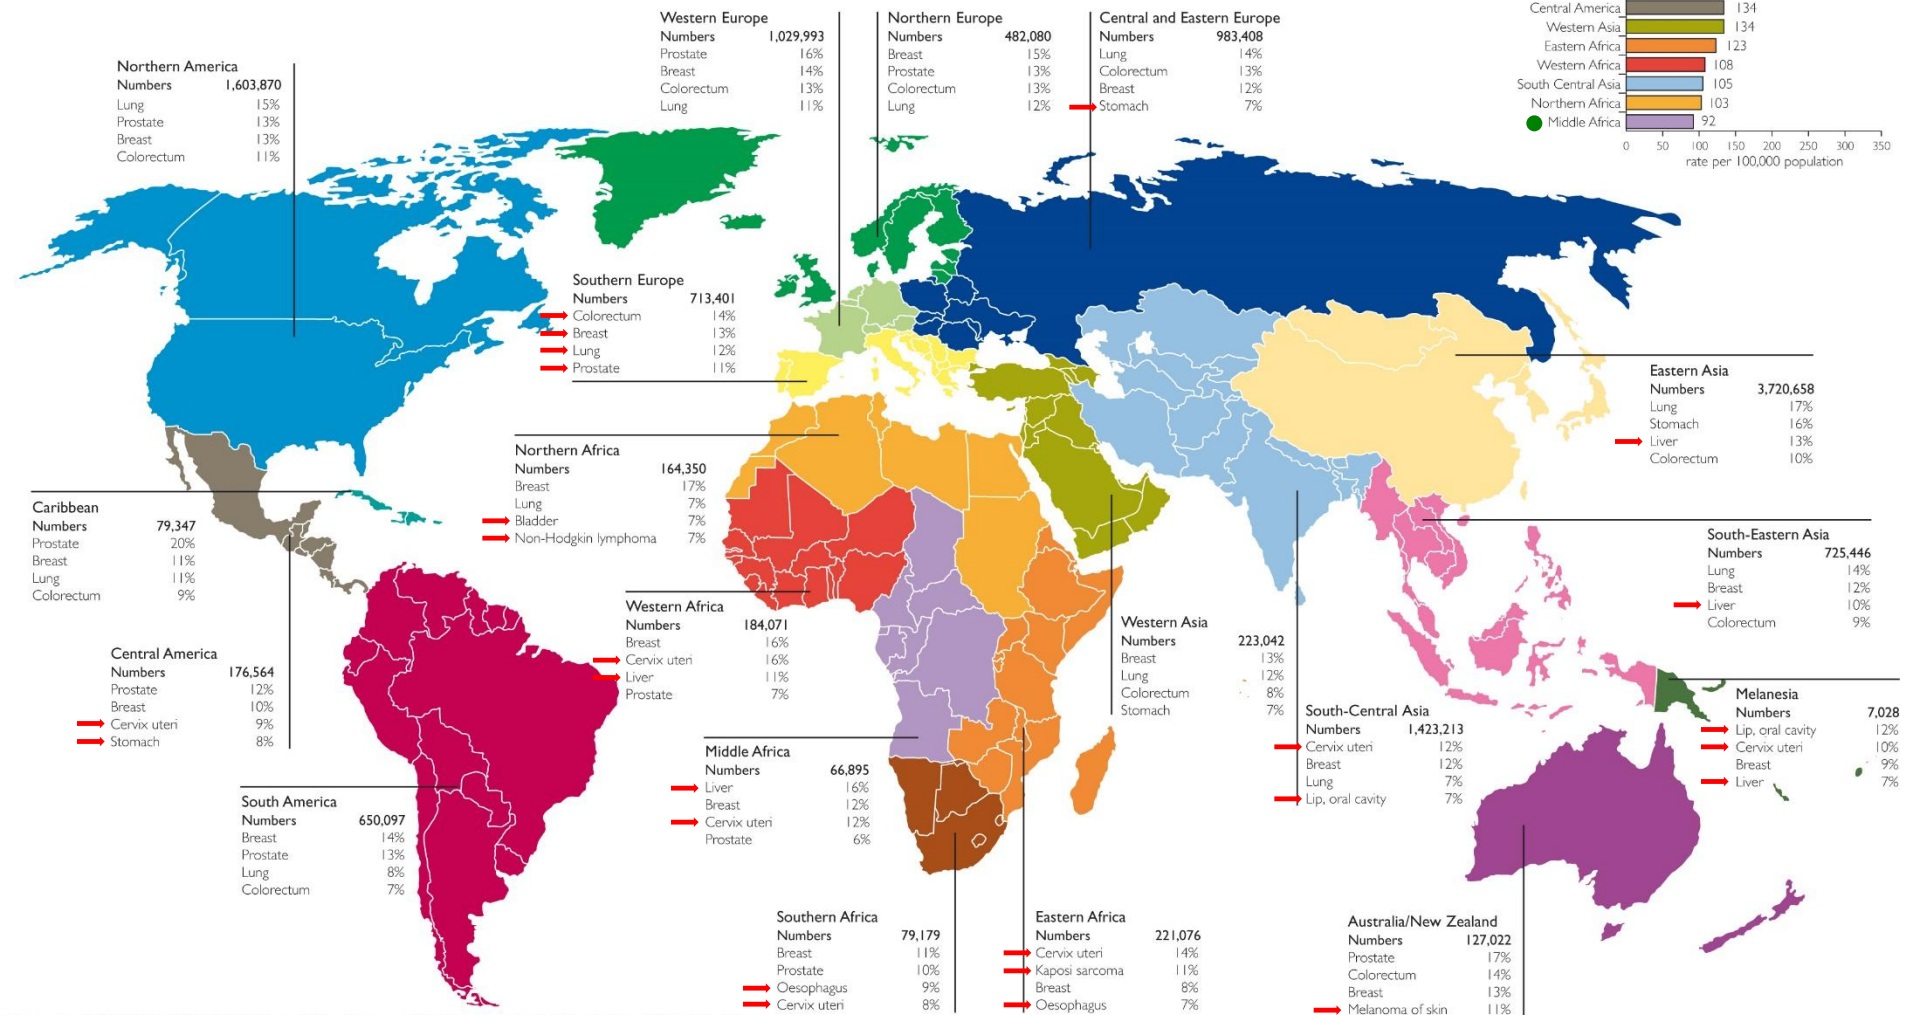 Northern America
Numbers 1,603,870
Lung 15%
Prostate 13%
Breast 13%
Colorectum 11%
Western Europe
Numbers 1,029,993
Prostate 16%
Breast 14%
Colorectum 13%
Lung 11%
Northern Europe
Numbers 482,080
Breast 15%
Prostate 13%
Colorectum 13%
Lung 12%
Central and Eastern Europe
Numbers 983,408
Lung 14%
Colorectum 13%
Breast 12%
Stomach 7%
Central America 134
Western Asia 134
Eastern Africa 123
Western Africa 108
South Central Asia 105
Northern Africa 103
Middle Africa 92
0 50 100 150 200 250 300 350
rate per 100,000 population
Southern Europe
Numbers 713,401
Colorectum 14%
Breast 13%
Lung 12%
Prostate 11%
Eastern Asia
Numbers 3,720,658
Lung 17%
Stomach 16%
Liver 13%
Colorectum 10%
Northern Africa
Numbers 164,350
Breast 17%
Lung 7%
Bladder 7%
Non-Hodgkin lymphoma 7%
Caribbean
Numbers 79,347
Prostate 20%
Breast 11%
Lung 11%
Colorectum 9%
South-Eastern Asia
Numbers 725,446
Lung 14%
Breast 12%
Liver 10%
Colorectum 9%
Western Africa
Numbers 184,071
Breast 16%
Cervix uteri 16%
Liver 11%
Prostate 7%
Western Asia
Numbers 223,042
Breast 13%
Lung 12%
Colorectum 8%
Stomach 7%
Central America
Numbers 176,564
Prostate 12%
Breast 10%
Cervix uteri 9%
Stomach 8%
Melanesia
Numbers 7,028
Lip, oral cavity 12%
Cervix uteri 10%
Breast 9%
Liver 7%
South-Central Asia
Numbers 1,423,213
Cervix uteri 12%
Breast 12%
Lung 7%
Lip, oral cavity 7%
Middle Africa
Numbers 66,895
Liver 16%
Breast 12%
Cervix uteri 12%
Prostate 6%
South America
Numbers 650,097
Breast 14%
Prostate 13%
Lung 8%
Colorectum 7%
Southern Africa
Numbers 79,179
Breast 11%
Prostate 10%
Oesophagus 9%
Cervix uteri 8%
Eastern Africa
Numbers 221,076
Cervix uteri 14%
Kaposi sarcoma 11%
Breast 8%
Oesophagus 7%
Australia/New Zealand
Numbers 127,022
Prostate 17%
Colorectum 14%
Breast 13%
Melanoma of skin 11%